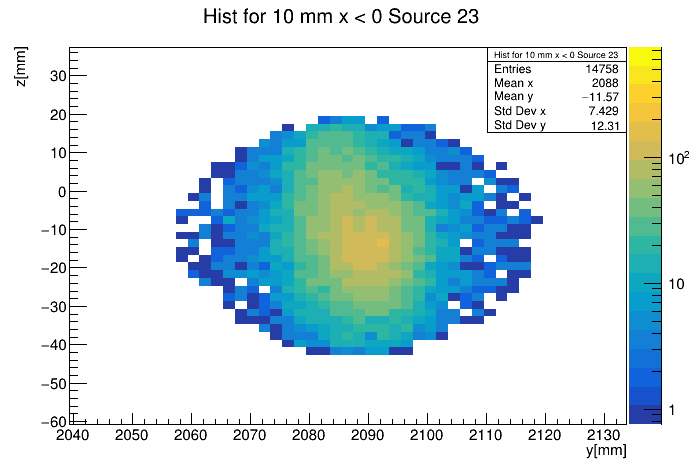 Hist for 10 mm x < 0 Source 23
z[mm]
Hist for 10 mm x < 0 Source 23
Entries 14758
Mean x 2088
Mean y −11.57
Std Dev x 7.429
Std Dev y 12.31
30
20
10
0
−10
−20
−30
−40
−50
−60
10²
10
1
2040 2050 2060 2070 2080 2090 2100 2110 2120 2130
y[mm]